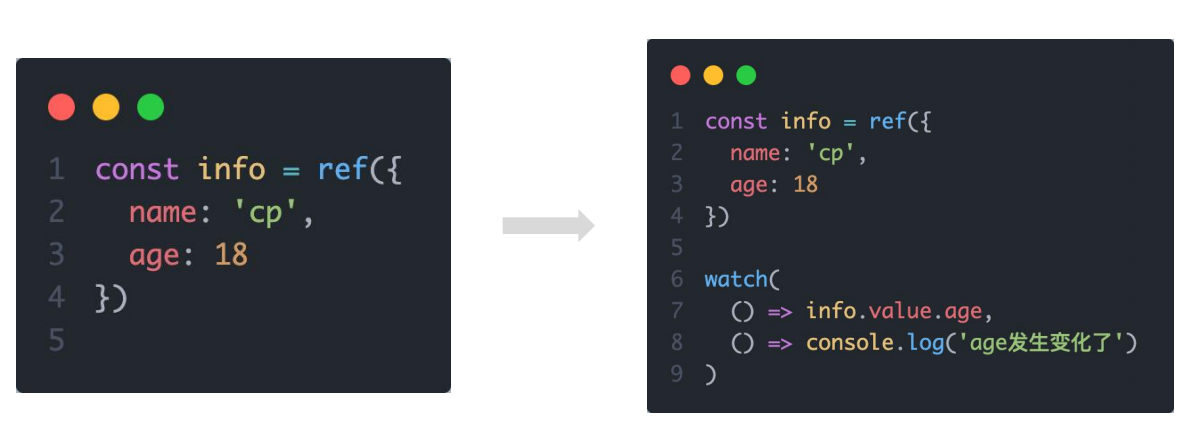 1 const info = ref({
2   name: 'cp',
3   age: 18
4 })
5
1 const info = ref({
2   name: 'cp',
3   age: 18
4 })
5
6 watch(
7   () => info.value.age,
8   () => console.log('age发生变化了')
9 )